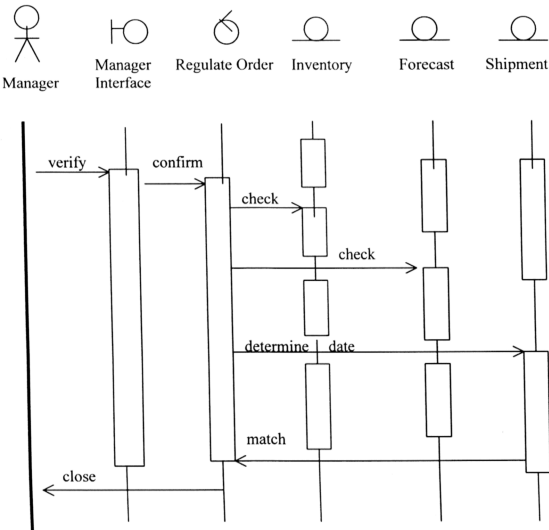 Manager
Manager
Interface
Regulate Order
Inventory
Forecast
Shipment
verify
confirm
check
check
determine date
match
close